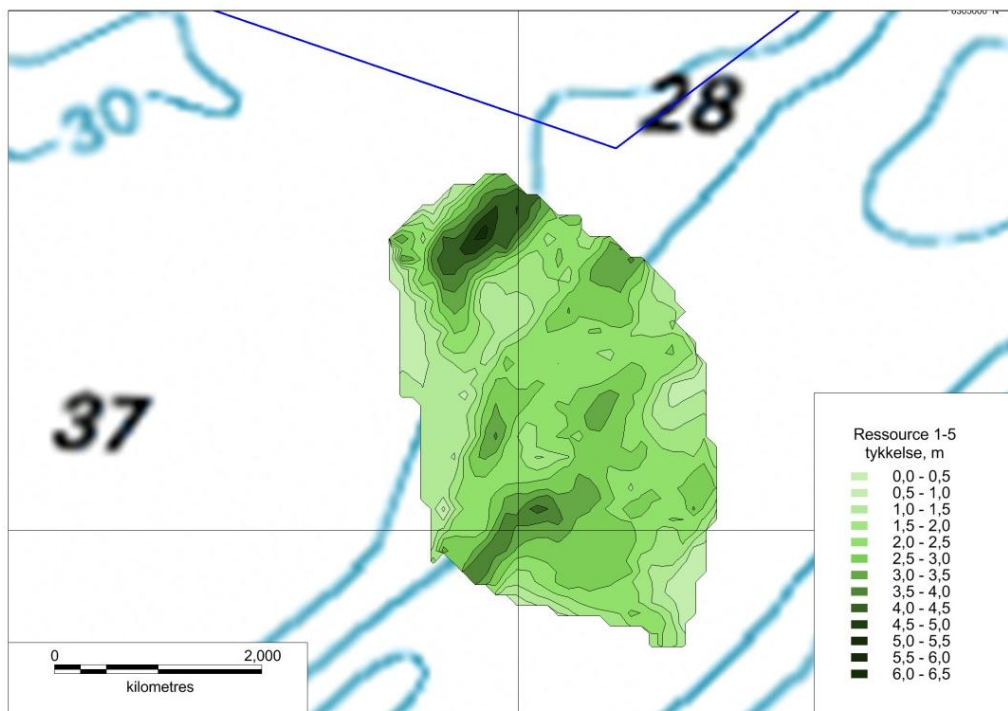 28
30
37
Ressource 1-5
tykkelse, m
0,0 - 0,5
0,5 - 1,0
1,0 - 1,5
1,5 - 2,0
2,0 - 2,5
2,5 - 3,0
3,0 - 3,5
3,5 - 4,0
4,0 - 4,5
4,5 - 5,0
5,0 - 5,5
5,5 - 6,0
6,0 - 6,5
0 2,000
kilometres